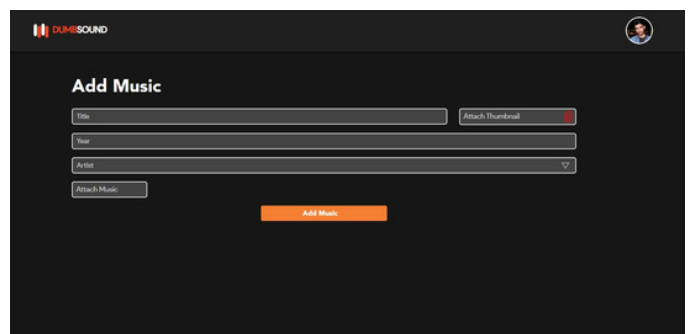 DUMBSOUND
Add Music
Title
Attach Thumbnail
Year
Artist
Attach Music
Add Music